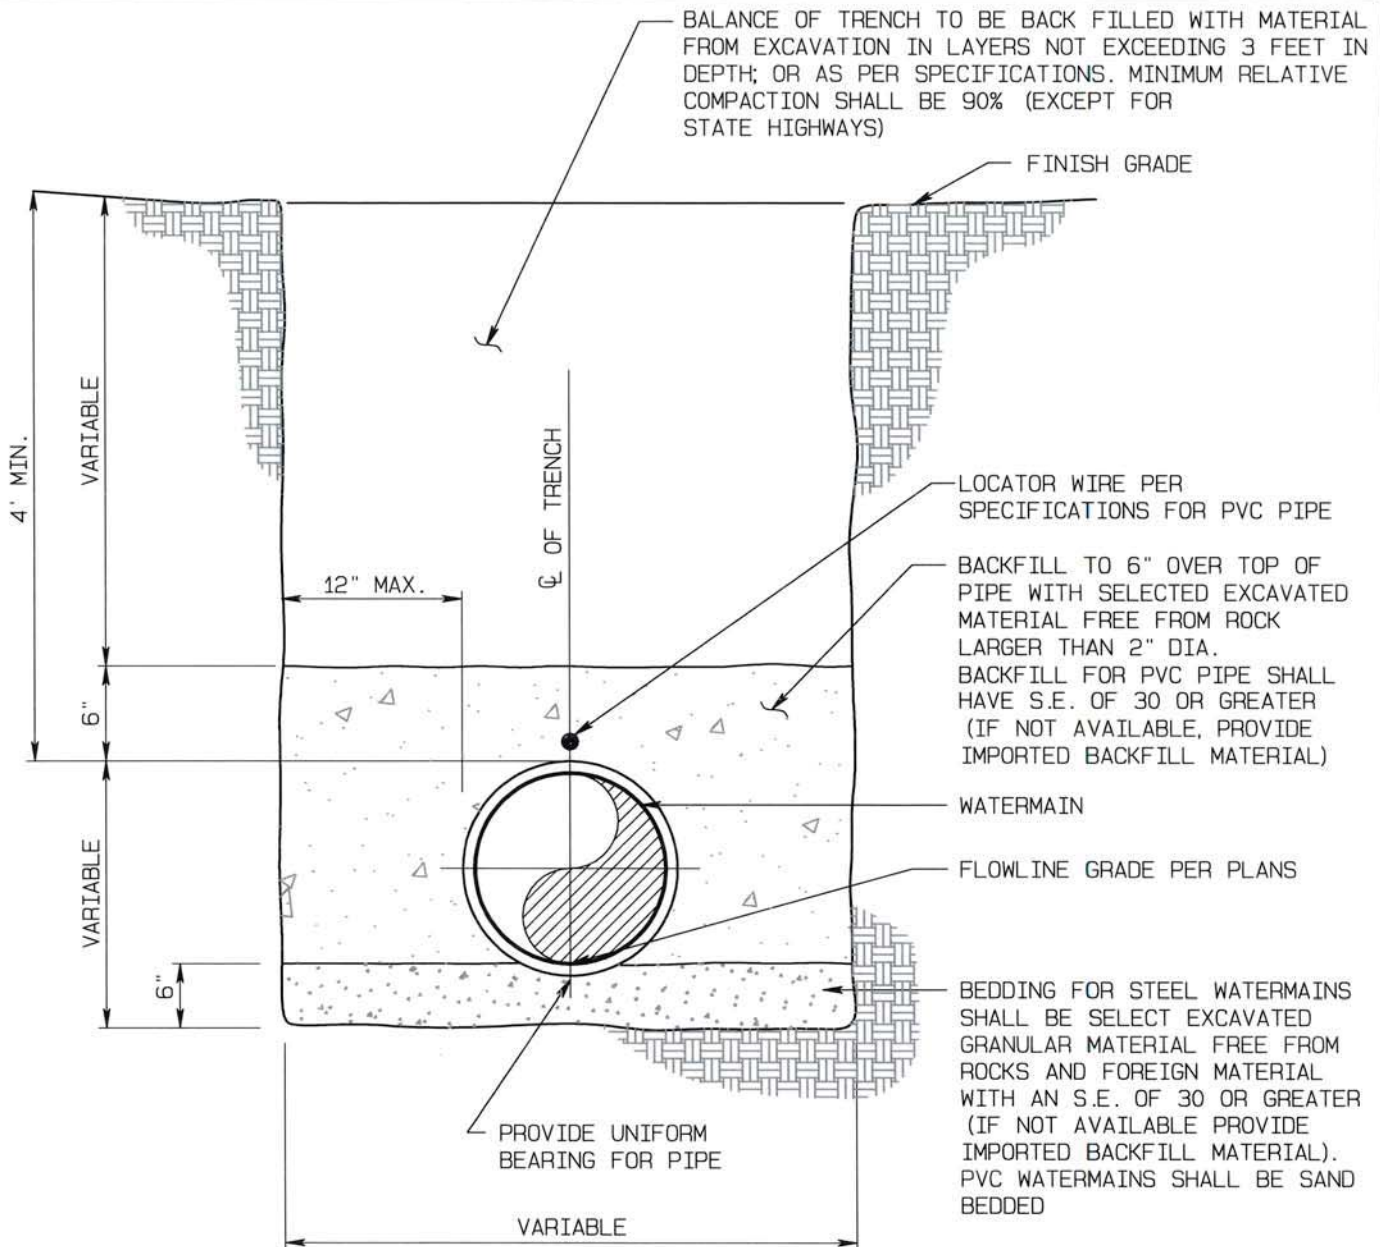 BALANCE OF TRENCH TO BE BACK FILLED WITH MATERIAL
FROM EXCAVATION IN LAYERS NOT EXCEEDING 3 FEET IN
DEPTH; OR AS PER SPECIFICATIONS. MINIMUM RELATIVE
COMPACTION SHALL BE 90% (EXCEPT FOR
STATE HIGHWAYS)
FINISH GRADE
4' MIN.
VARIABLE
℄ OF TRENCH
12" MAX.
6"
VARIABLE
6"
LOCATOR WIRE PER
SPECIFICATIONS FOR PVC PIPE
BACKFILL TO 6" OVER TOP OF
PIPE WITH SELECTED EXCAVATED
MATERIAL FREE FROM ROCK
LARGER THAN 2" DIA.
BACKFILL FOR PVC PIPE SHALL
HAVE S.E. OF 30 OR GREATER
(IF NOT AVAILABLE, PROVIDE
IMPORTED BACKFILL MATERIAL)
WATERMAIN
FLOWLINE GRADE PER PLANS
BEDDING FOR STEEL WATERMAINS
SHALL BE SELECT EXCAVATED
GRANULAR MATERIAL FREE FROM
ROCKS AND FOREIGN MATERIAL
WITH AN S.E. OF 30 OR GREATER
(IF NOT AVAILABLE PROVIDE
IMPORTED BACKFILL MATERIAL).
PVC WATERMAINS SHALL BE SAND
BEDDED
PROVIDE UNIFORM
BEARING FOR PIPE
VARIABLE